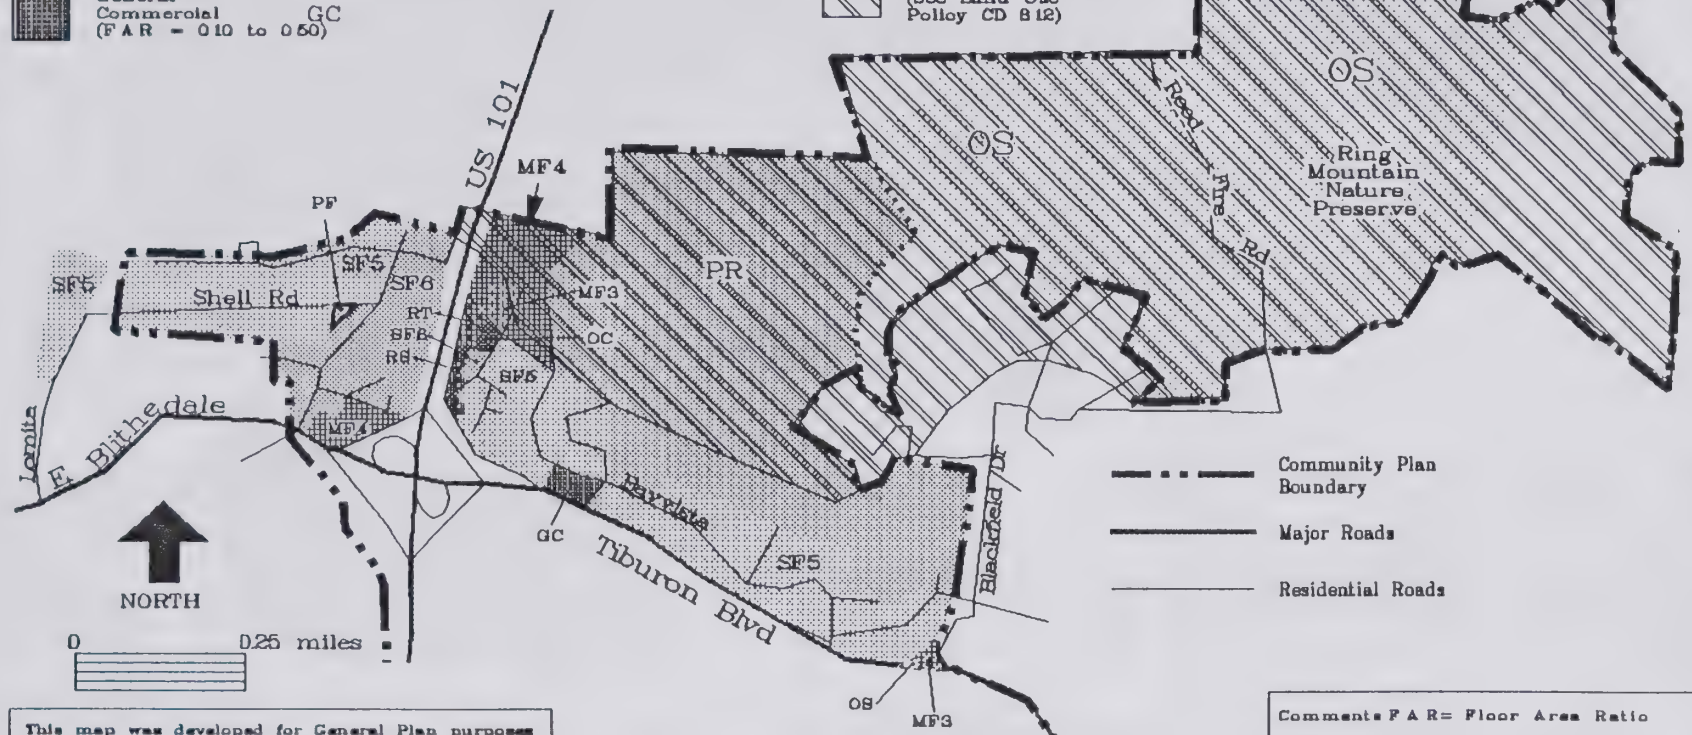 Commercial GC
(F A R = 0.10 to 0.50)
Policy CD 8.12)
US 101
MF4
PF
OS
OS
Reed
Fire
Rd
Ring
Mountain
Nature
Preserve
SF5
SF5
Shell Rd
SF6
PR
MF3
RT
SF6
OC
SF5
MF4
Lomita
E. Blithedale
Bayvista
GC
Tiburon Blvd
SF5
Blackfield Dr
OS
MF3
NORTH
0 0.25 miles
Community Plan
Boundary
Major Roads
Residential Roads
This map was developed for General Plan purposes
Comments F A R= Floor Area Ratio